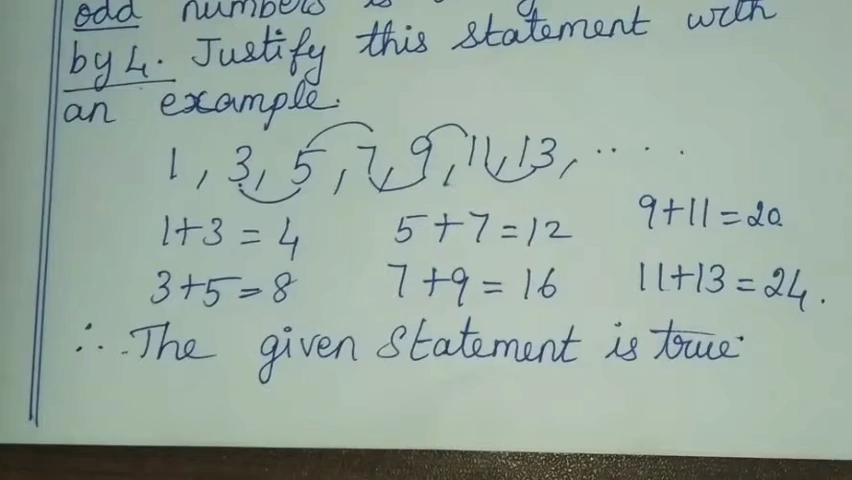 odd numbers is
by 4. Justify this statement with
an example.
1, 3, 5, 7, 9, 11, 13, .....
1+3 = 4 5+7 = 12 9+11 = 20
3+5 = 8 7+9 = 16 11+13 = 24.
∴ The given statement is true.